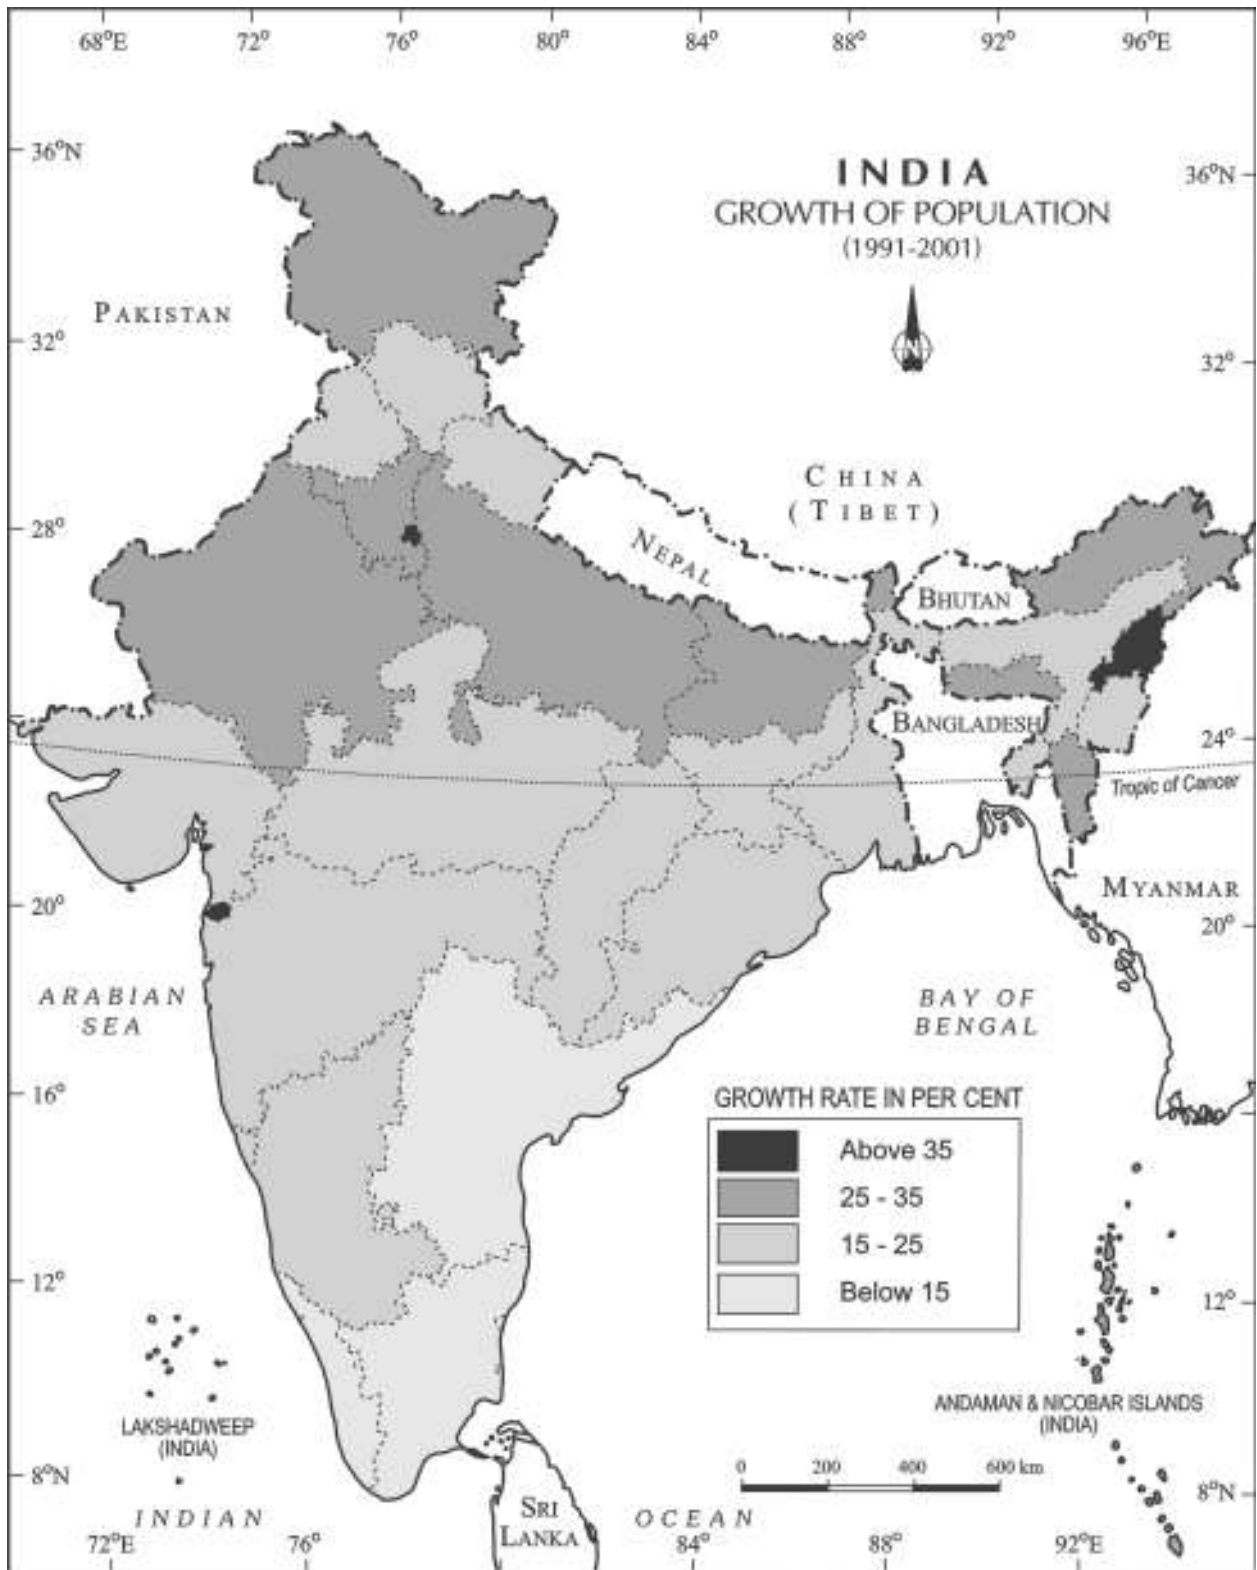 68°E 72° 76° 80° 84° 88° 92° 96°E
36°N
36°N
INDIA
GROWTH OF POPULATION
(1991-2001)
N
PAKISTAN
32°
32°
CHINA
(TIBET)
28°
NEPAL
BHUTAN
BANGLADESH
24°
Tropic of Cancer
MYANMAR
20°
20°
ARABIAN
SEA
BAY OF
BENGAL
16°
GROWTH RATE IN PER CENT
Above 35
25 - 35
15 - 25
Below 15
12°
12°
LAKSHADWEEP
(INDIA)
ANDAMAN & NICOBAR ISLANDS
(INDIA)
0 200 400 600 km
8°N
8°N
SRI
LANKA
INDIAN OCEAN
72°E 76° 84° 88° 92°E